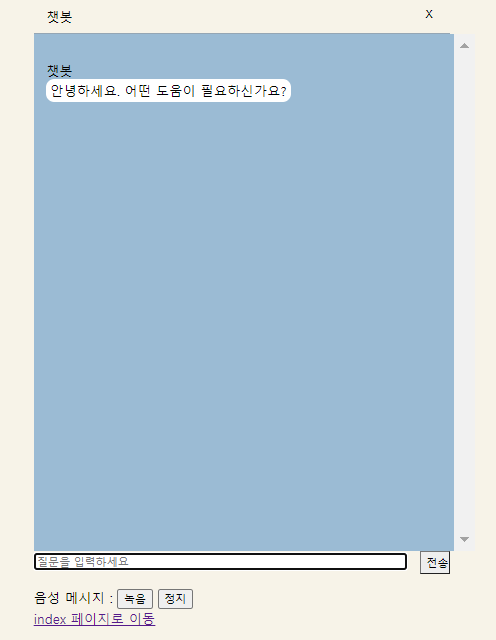 챗봇 X
챗봇
안녕하세요. 어떤 도움이 필요하신가요?
질문을 입력하세요 전송
음성 메시지 : 녹음 정지
index 페이지로 이동